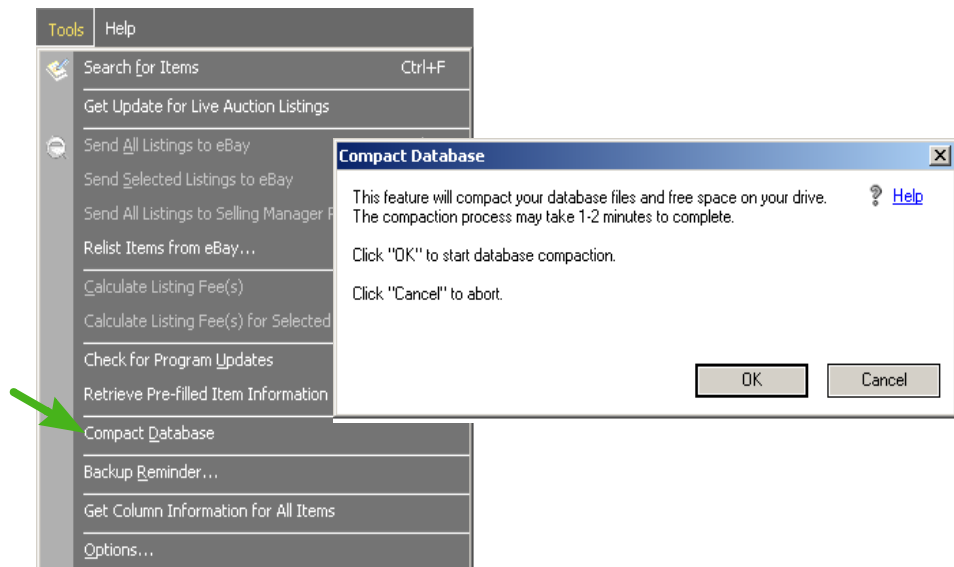 Tools Help
Search for Items Ctrl+F
Get Update for Live Auction Listings
Send All Listings to eBay
Send Selected Listings to eBay
Send All Listings to Selling Manager
Relist Items from eBay...
Calculate Listing Fee(s)
Calculate Listing Fee(s) for Selected
Check for Program Updates
Retrieve Pre-filled Item Information
Compact Database
Backup Reminder...
Get Column Information for All Items
Options...
Compact Database
This feature will compact your database files and free space on your drive.
The compaction process may take 1-2 minutes to complete.
Click "OK" to start database compaction.
Click "Cancel" to abort.
? Help
OK Cancel